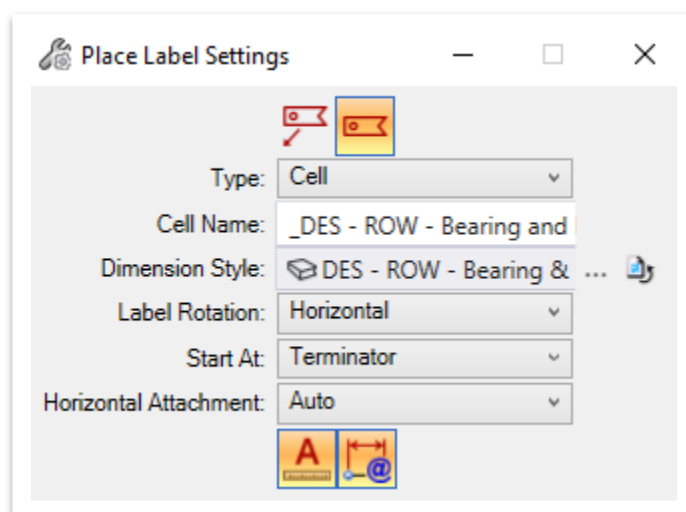 Place Label Settings
Type: Cell
Cell Name: _DES - ROW - Bearing and
Dimension Style: DES - ROW - Bearing & ...
Label Rotation: Horizontal
Start At: Terminator
Horizontal Attachment: Auto
A @